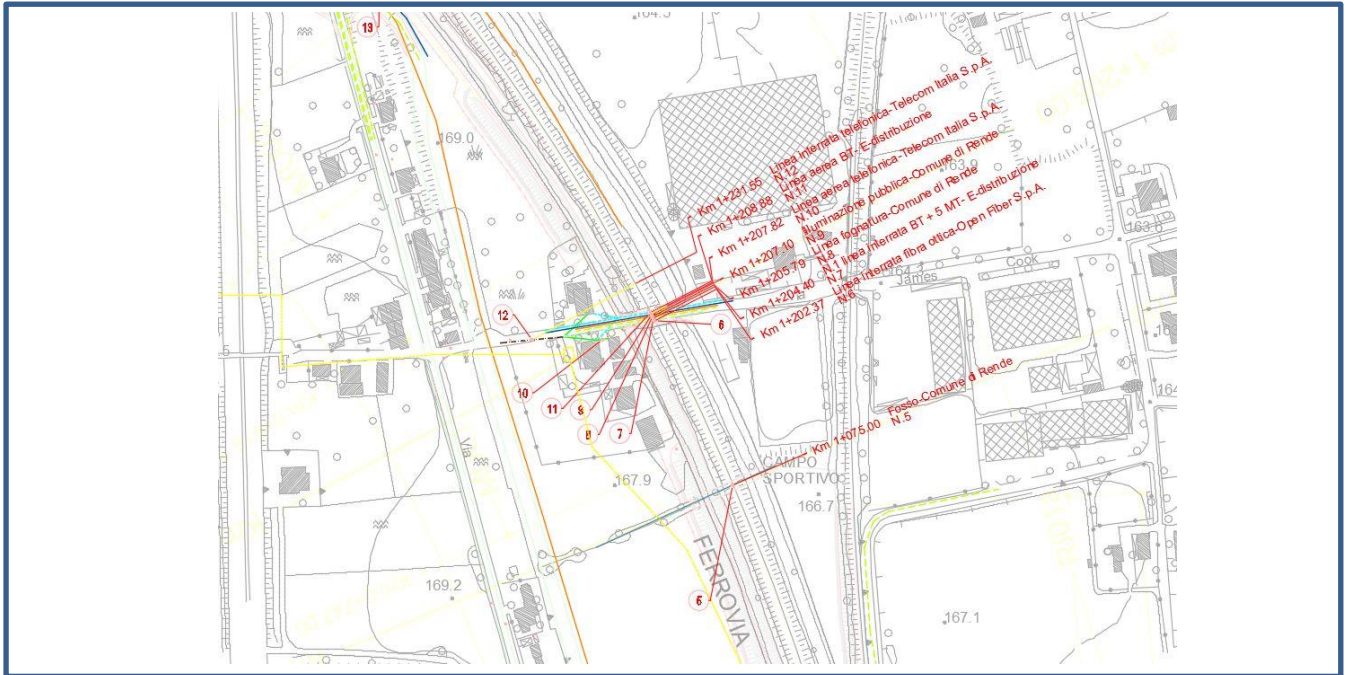 13
164.5
169.0
Km 1+231.55 Linea Interrata telefonica-Telecom Italia S.p.A.
N.12
Km 1+208.88 Linea aerea BT- E-distribuzione
N.11
Km 1+207.82 Linea aerea telefonica-Telecom Italia S.p.A.
N.10
Km 1+207.10 Illuminazione pubblica-Comune di Rende
N.9
Km 1+205.79 Linea fognatura-Comune di Rende
N.8
Km 1+204.40 N.1 linea Interrata BT + 5 MT- E-distribuzione
N.7
Km 1+202.37 Linea Interrata fibra ottica-Open Fiber S.p.A.
N.6
163.9
163.6
164.3
James Cook
12
6
10
11
9
8
7
Km 1+075.00 Fosso-Comune di Rende
N.5
CAMPO
SPORTIVO
166.7
167.9
Via
FERROVIA
169.2
5
167.1